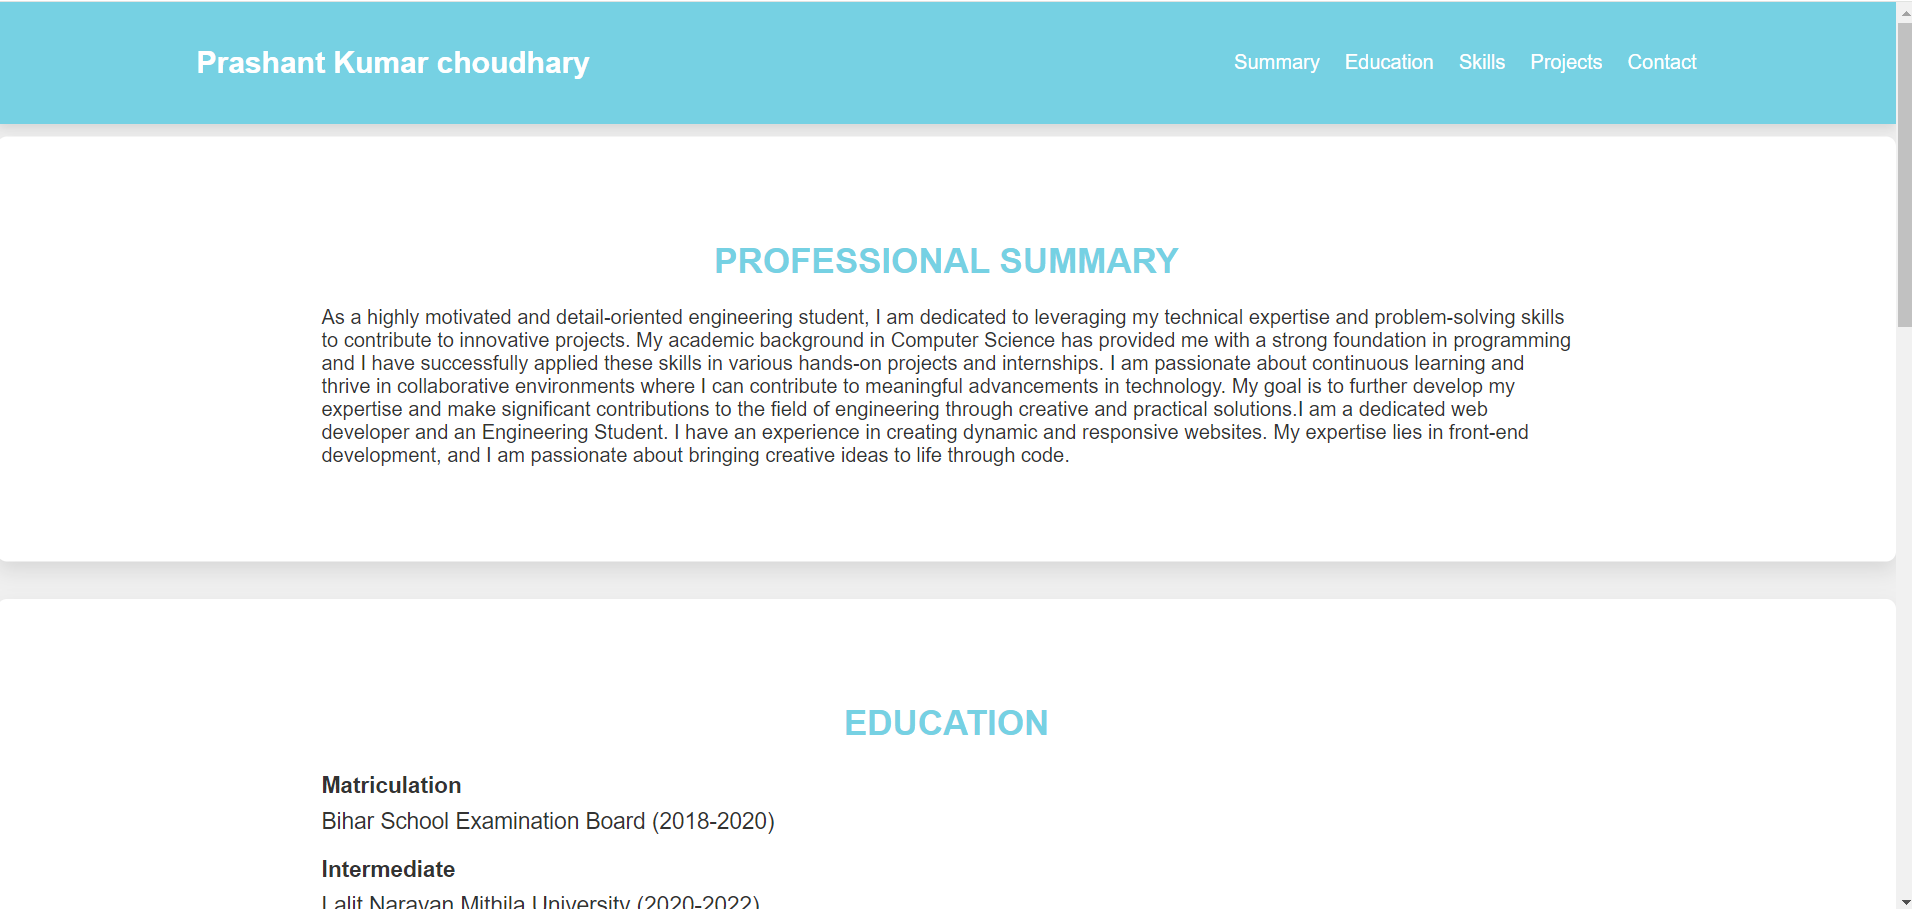 Prashant Kumar choudhary
Summary Education Skills Projects Contact
PROFESSIONAL SUMMARY
As a highly motivated and detail-oriented engineering student, I am dedicated to leveraging my technical expertise and problem-solving skills
to contribute to innovative projects. My academic background in Computer Science has provided me with a strong foundation in programming
and I have successfully applied these skills in various hands-on projects and internships. I am passionate about continuous learning and
thrive in collaborative environments where I can contribute to meaningful advancements in technology. My goal is to further develop my
expertise and make significant contributions to the field of engineering through creative and practical solutions.I am a dedicated web
developer and an Engineering Student. I have an experience in creating dynamic and responsive websites. My expertise lies in front-end
development, and I am passionate about bringing creative ideas to life through code.
EDUCATION
Matriculation
Bihar School Examination Board (2018-2020)
Intermediate
Lalit Narayan Mithila University (2020-2022)